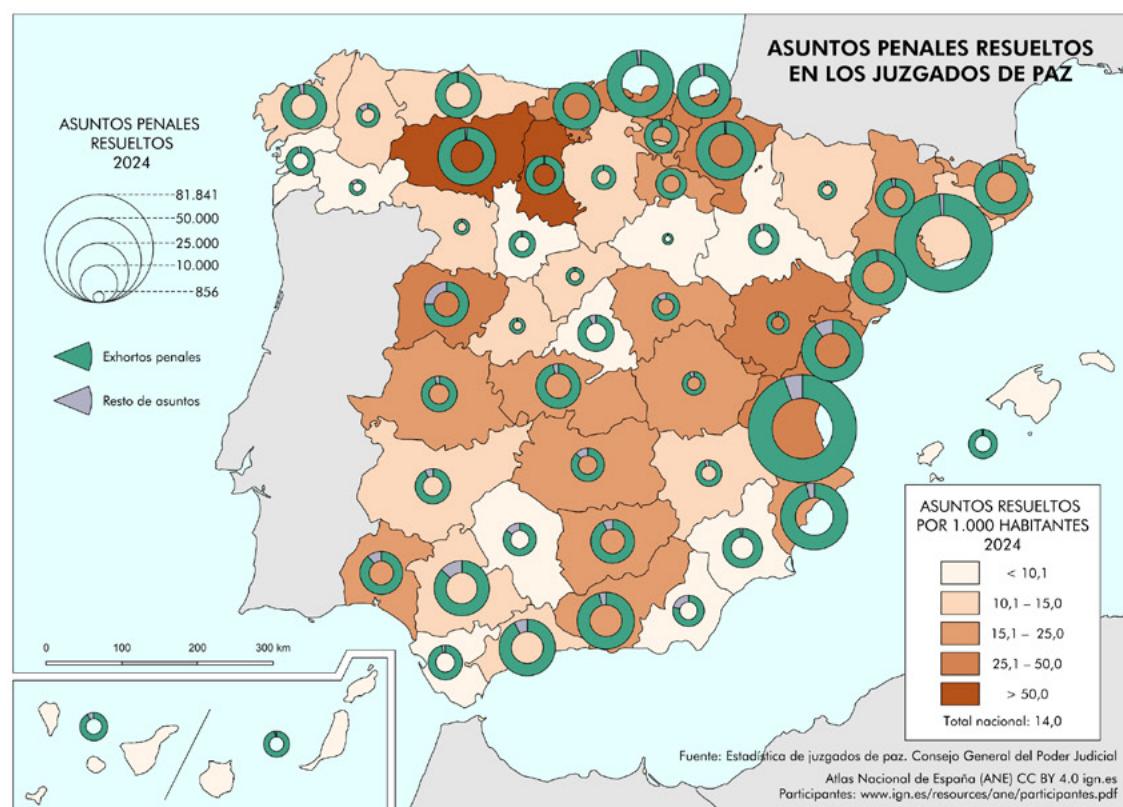 ASUNTOS PENALES RESUELTOS
EN LOS JUZGADOS DE PAZ
ASUNTOS PENALES
RESUELTOS
2024
81.841
50.000
25.000
10.000
856
Exhortos penales
Resto de asuntos
ASUNTOS RESUELTOS
POR 1.000 HABITANTES
2024
< 10,1
10,1 – 15,0
15,1 – 25,0
25,1 – 50,0
> 50,0
Total nacional: 14,0
0 100 200 300 km
Fuente: Estadística de juzgados de paz. Consejo General del Poder Judicial
Atlas Nacional de España (ANE) CC BY 4.0 ign.es
Participantes: www.ign.es/resources/ane/participantes.pdf